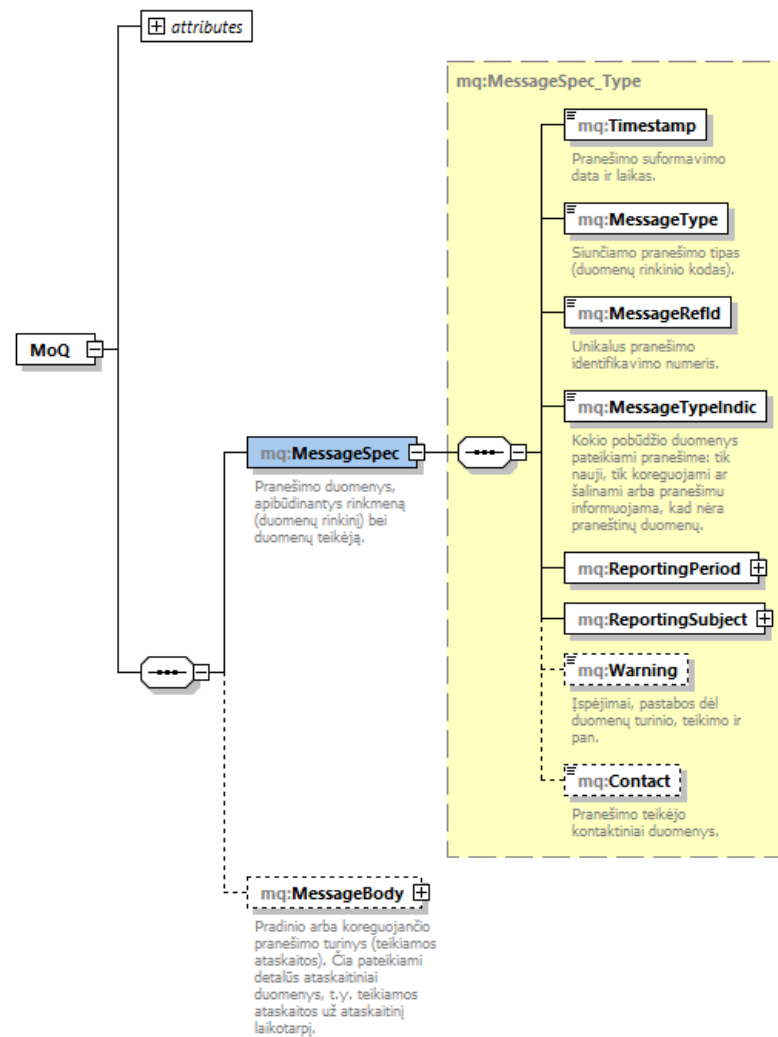 attributes
mq:MessageSpec_Type
mq:Timestamp
Pranešimo suformavimo
data ir laikas.
mq:MessageType
Siunčiamo pranešimo tipas
(duomenų rinkinio kodas).
mq:MessageRefId
Unikalus pranešimo
identifikavimo numeris.
MoQ
mq:MessageTypeIndic
Kokio pobūdžio duomenys
pateikiami pranešime: tik
nauji, tik koreguojami ar
šalinami arba pranešimu
informuojama, kad nėra
praneštinų duomenų.
mq:MessageSpec
Pranešimo duomenys,
apibūdinantys rinkmeną
(duomenų rinkinį) bei
duomenų teikėją.
mq:ReportingPeriod
mq:ReportingSubject
mq:Warning
Įspėjimai, pastabos dėl
duomenų turinio, teikimo ir
pan.
mq:Contact
Pranešimo teikėjo
kontaktiniai duomenys.
mq:MessageBody
Pradinio arba koreguojančio
pranešimo turinys (teikiamos
ataskaitos). Čia pateikiami
detalūs ataskaitiniai
duomenys, t.y. teikiamos
ataskaitos už ataskaitinį
laikotarpį.